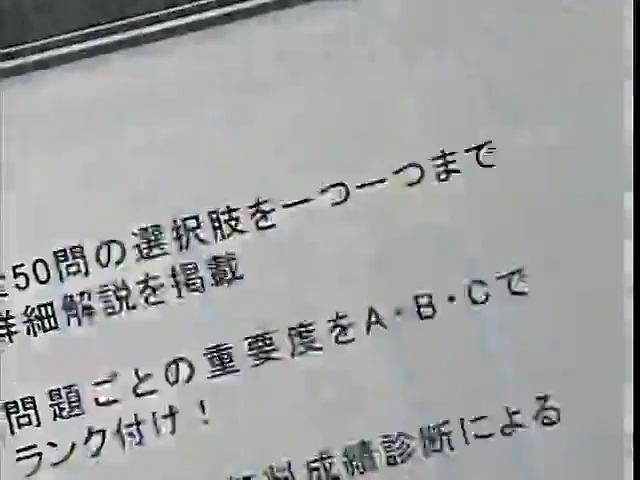 50問の選択肢を一つ一つまで
詳細解説を掲載
問題ごとの重要度をA・B・Cで
ランク付け!
成績診断による